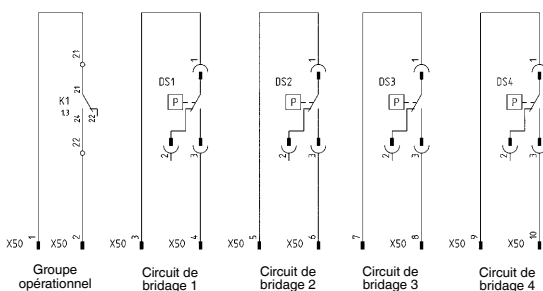 21
K1
1.3
21
24
22
22
X50 1
X50 2
Groupe
opérationnel
1
DS1
P
2
3
X50 3
X50 4
Circuit de
bridage 1
1
DS2
P
2
3
X50 5
X50 6
Circuit de
bridage 2
1
DS3
P
2
3
X50 7
X50 8
Circuit de
bridage 3
1
DS4
P
2
3
X50 9
X50 10
Circuit de
bridage 4